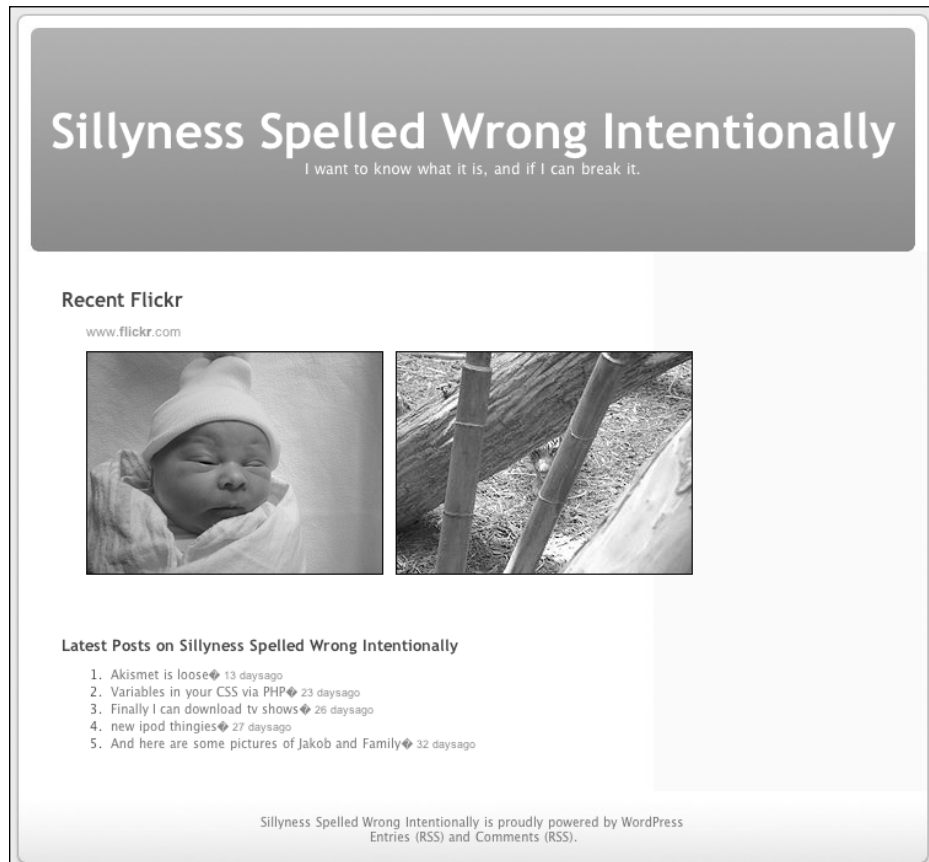 Sillyness Spelled Wrong Intentionally
I want to know what it is, and if I can break it.
Recent Flickr
www.flickr.com
Latest Posts on Sillyness Spelled Wrong Intentionally
1. Akismet is loose� 13 daysago
2. Variables in your CSS via PHP� 23 daysago
3. Finally I can download tv shows� 26 daysago
4. new ipod thingies� 27 daysago
5. And here are some pictures of Jakob and Family� 32 daysago
Sillyness Spelled Wrong Intentionally is proudly powered by WordPress
Entries (RSS) and Comments (RSS).